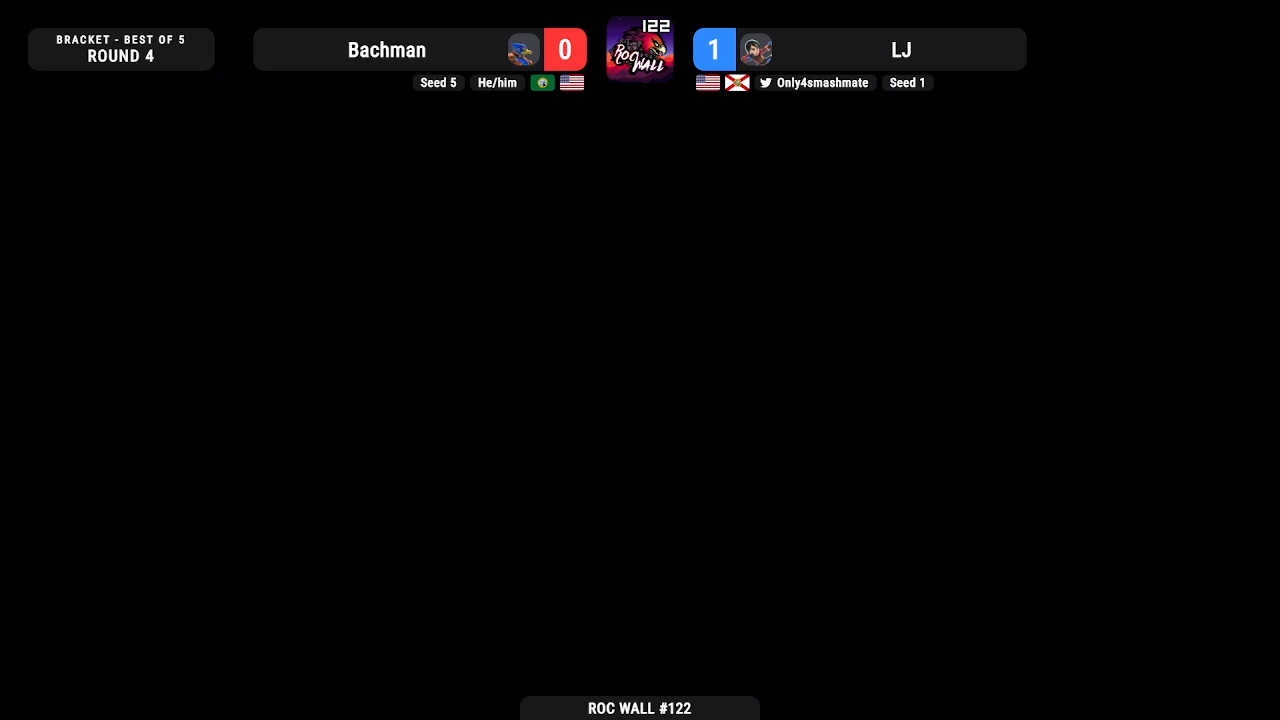 BRACKET - BEST OF 5
ROUND 4
Bachman
0
122
ROC WALL
1
LJ
Seed 5
He/him
Only4smashmate
Seed 1
ROC WALL #122